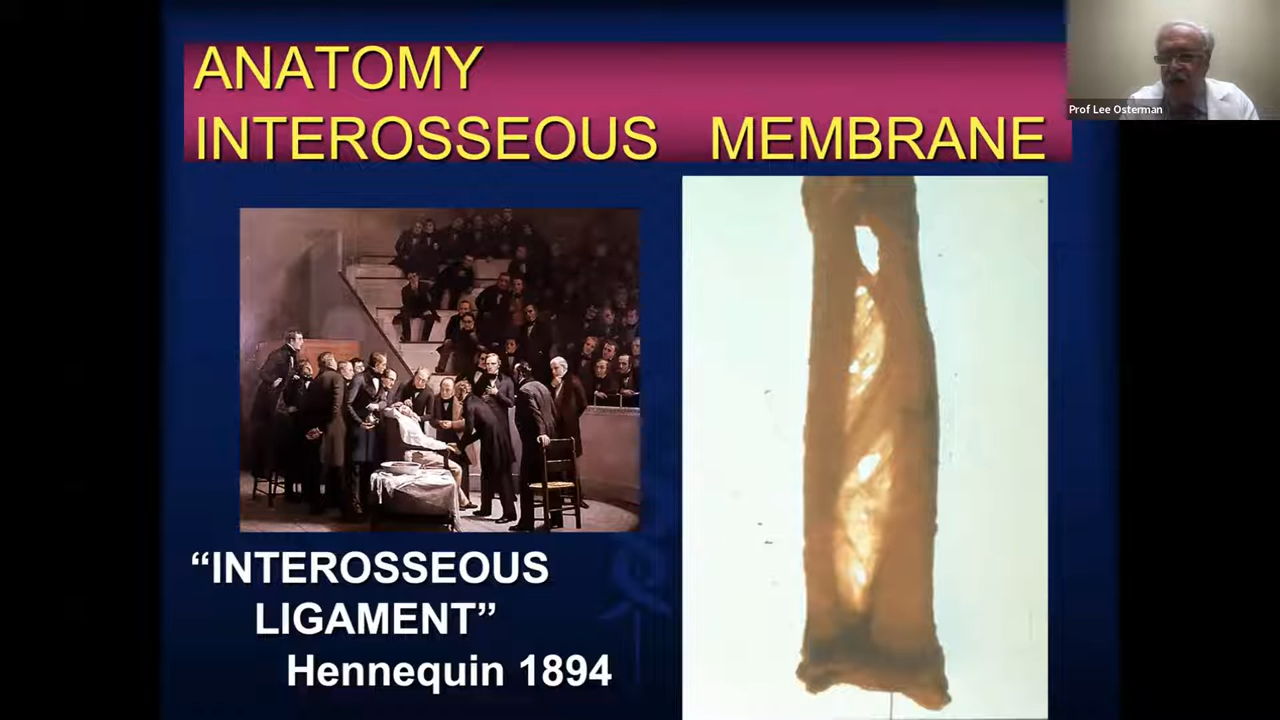 ANATOMY
INTEROSSEOUS MEMBRANE
Prof Lee Osterman
“INTEROSSEOUS
LIGAMENT”
Hennequin 1894